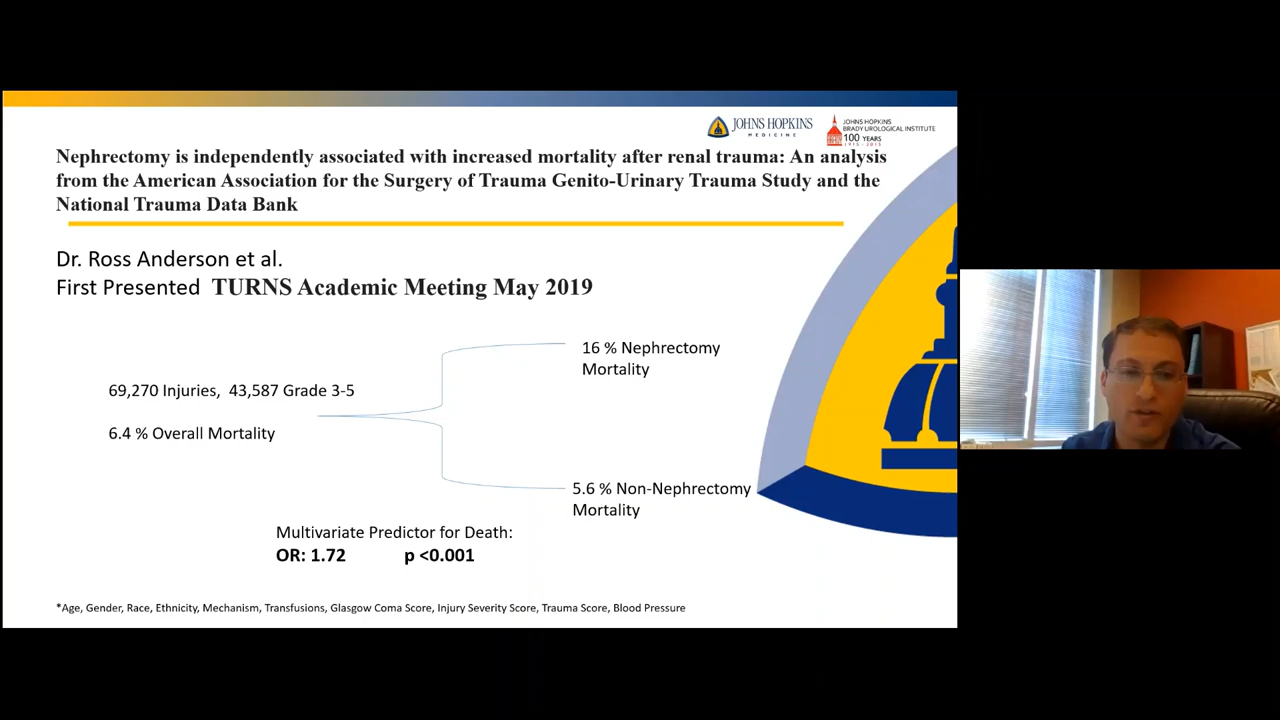 JOHNS HOPKINS
MEDICINE
JOHNS HOPKINS
BRADY UROLOGICAL INSTITUTE
100 YEARS
1915-2015
Nephrectomy is independently associated with increased mortality after renal trauma: An analysis
from the American Association for the Surgery of Trauma Genito-Urinary Trauma Study and the
National Trauma Data Bank
Dr. Ross Anderson et al.
First Presented TURNS Academic Meeting May 2019
16 % Nephrectomy
Mortality
69,270 Injuries, 43,587 Grade 3-5
6.4 % Overall Mortality
5.6 % Non-Nephrectomy
Mortality
Multivariate Predictor for Death:
OR: 1.72 p <0.001
*Age, Gender, Race, Ethnicity, Mechanism, Transfusions, Glasgow Coma Score, Injury Severity Score, Trauma Score, Blood Pressure